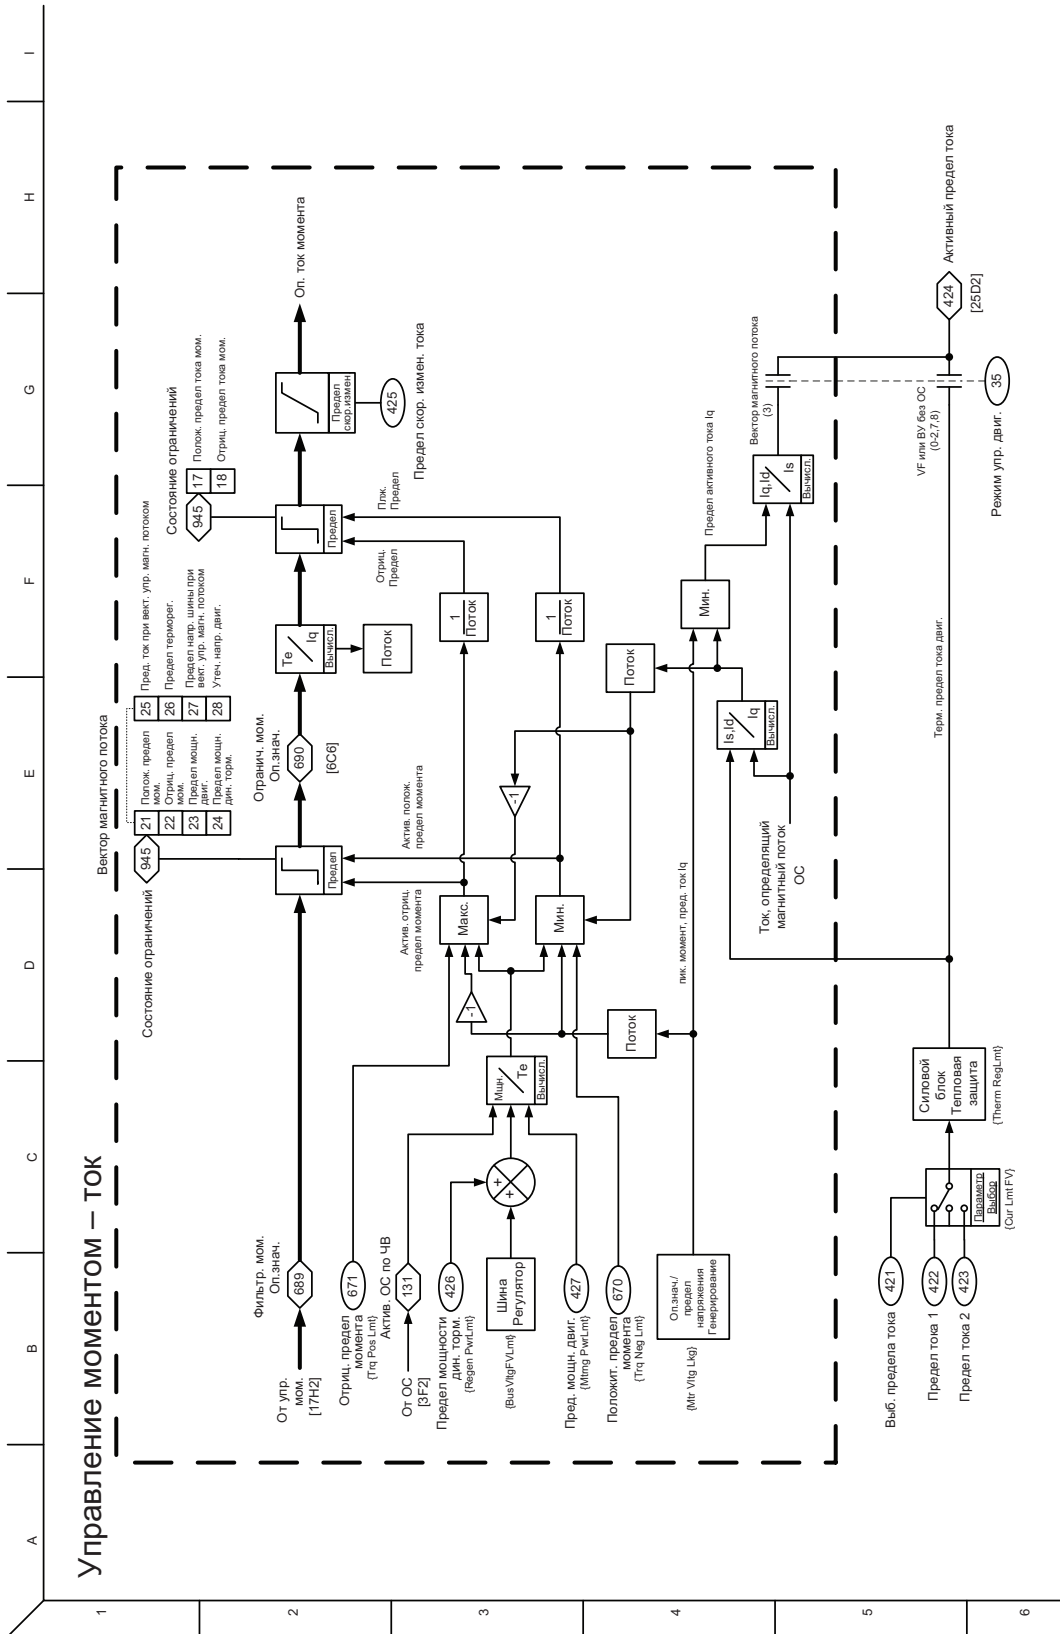 Управление моментом – ток
A
B
C
D
E
F
G
H
I
1
2
3
4
5
6
Вектор магнитного потока
Состояние ограничений
945
21
Полож. предел
мом.
22
Отриц. предел
мом.
23
Предел мощн.
двиг.
24
Предел мощн.
дин. торм.
25
Пред. ток при вект. упр. магн. потоком
26
Предел терморег.
27
Предел напр. шины при
вект. упр. магн. потоком
28
Утеч. напр. двиг.
Состояние ограничений
945
17
Полож. предел тока мом.
18
Отриц. предел тока мом.
От упр.
мом.
[17H2]
Фильтр. мом.
Оп.знач.
689
Предел
Огранич. мом.
Оп.знач.
690
[6C6]
Te
Iq
Вычисл.
Поток
Предел
Предел
скор.измен
425
Предел скор. измен. тока
Оп. ток момента
Отриц. предел
момента
{Trq Pos Lmt}
671
Актив. ОС по ЧВ
От ОС
[3F2]
131
Предел мощности
дин. торм.
{Regen PwrLmt}
426
{BusVltgFVLmt}
Шина
Регулятор
+
+
Пред. мощн. двиг.
{Mtrng PwrLmt}
427
Положит. предел
момента
{Trq Neg Lmt}
670
Мщн.
Te
Вычисл.
-1
Макс.
Мин.
Актив. отриц.
предел момента
Актив. полож.
предел момента
-1
1
Поток
1
Поток
Отриц.
Предел
Плж.
Предел
{Mtr Vltg Lkg}
Оп.знач./
предел
напряжения
Генерирование
Поток
пик. момент, пред. ток Iq
Поток
Мин.
Предел активного тока Iq
Is,Id
Iq
Вычисл.
Iq,Id
Is
Вычисл.
Ток, определяющий
магнитный поток
ОС
Вектор магнитного потока
(3)
Выб. предела тока
421
Предел тока 1
422
Предел тока 2
423
Параметр
Выбор
{Cur Lmt FV}
Силовой
блок
Тепловая
защита
{Therm RegLmt}
Терм. предел тока двиг.
VF или ВУ без ОС
(0-2,7,8)
Режим упр. двиг.
35
424
Активный предел тока
[25D2]